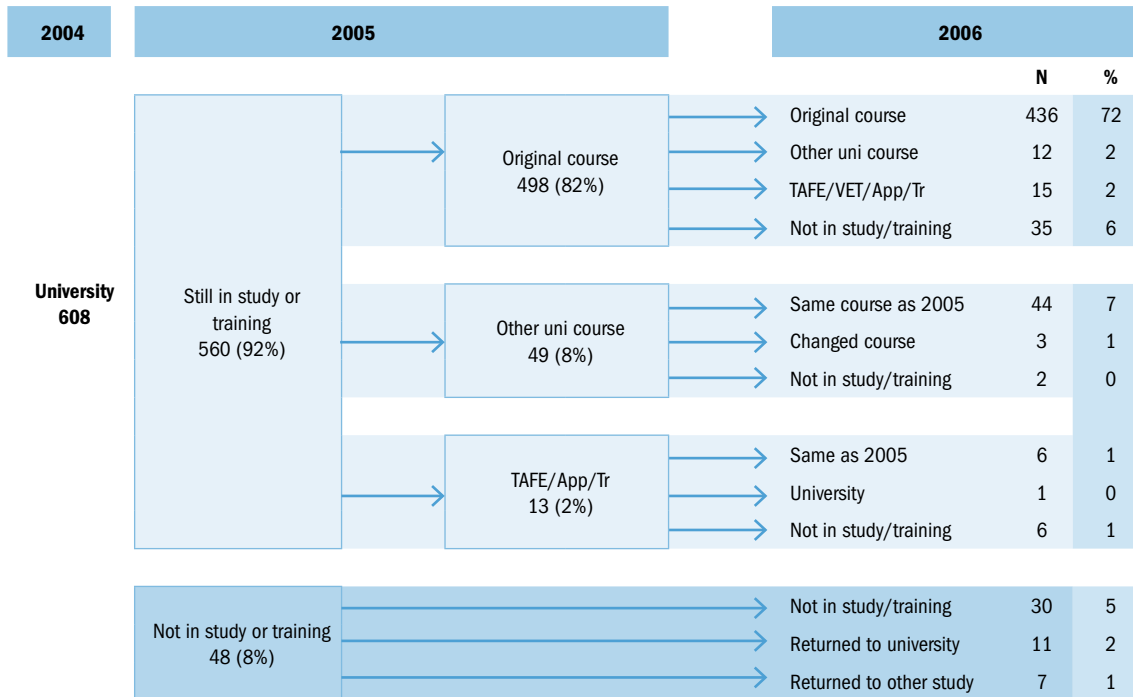 2004 2005 2006
N %
University
608
Still in study or
training
560 (92%)
Original course
498 (82%)
Original course 436 72
Other uni course 12 2
TAFE/VET/App/Tr 15 2
Not in study/training 35 6
Other uni course
49 (8%)
Same course as 2005 44 7
Changed course 3 1
Not in study/training 2 0
TAFE/App/Tr
13 (2%)
Same as 2005 6 1
University 1 0
Not in study/training 6 1
Not in study or training
48 (8%)
Not in study/training 30 5
Returned to university 11 2
Returned to other study 7 1